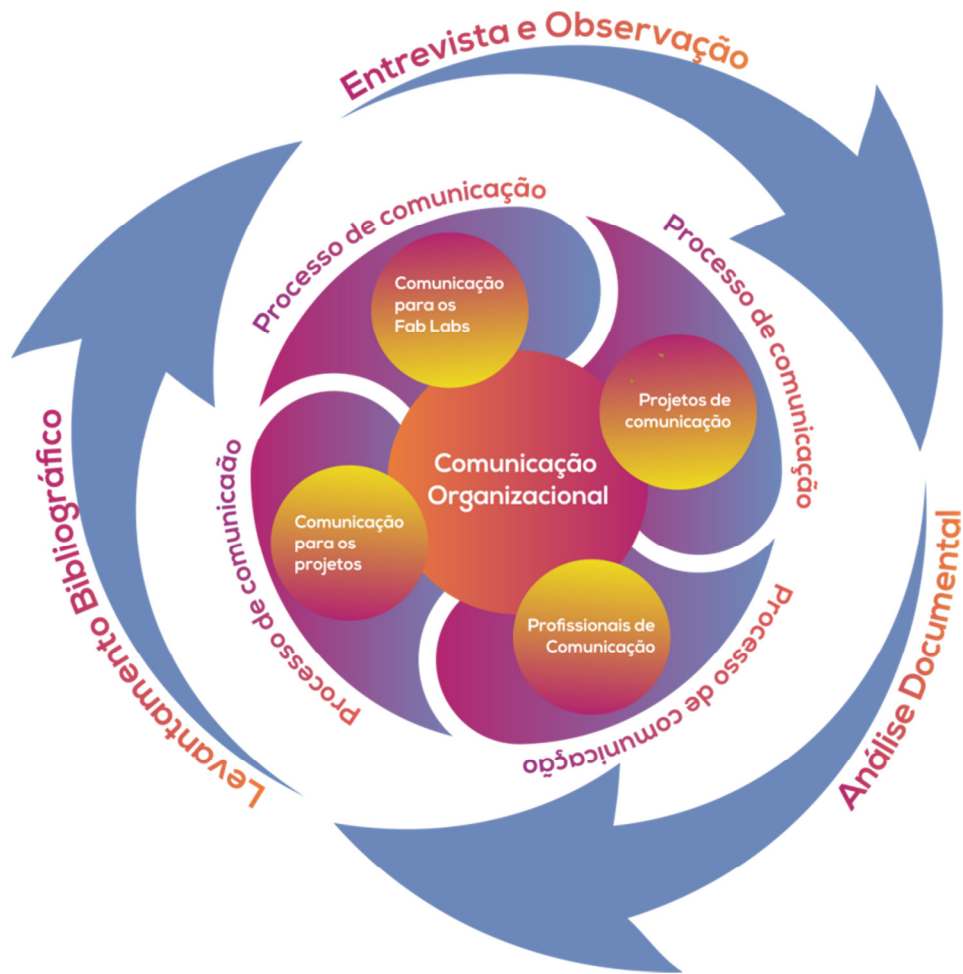 Entrevista e Observação
Processo de comunicação
Processo de comunicação
Comunicação
para os
Fab Labs
Projetos de
comunicação
Comunicação
Organizacional
Comunicação
para os
projetos
Profissionais de
Comunicação
Processo de comunicação
Processo de comunicação
Levantamento Bibliográfico
Análise Documental